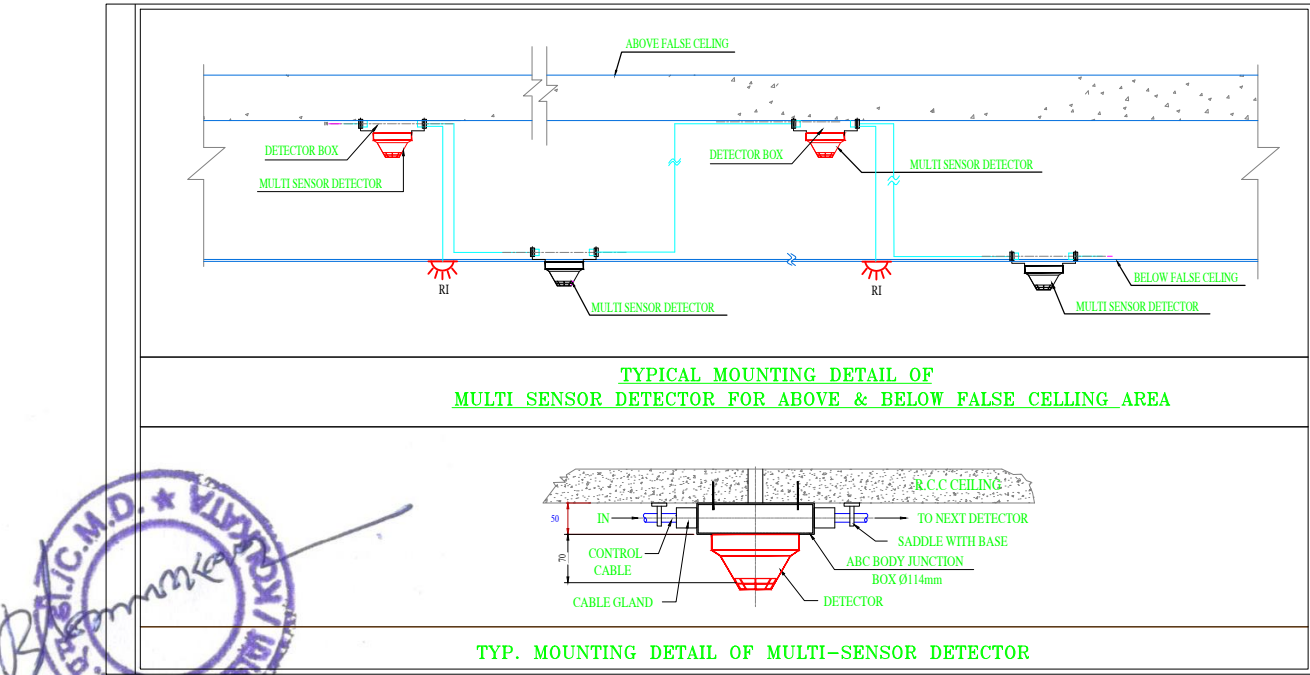 ABOVE FALSE CELING
DETECTOR BOX
MULTI SENSOR DETECTOR
DETECTOR BOX
MULTI SENSOR DETECTOR
RI
MULTI SENSOR DETECTOR
RI
BELOW FALSE CELING
MULTI SENSOR DETECTOR
TYPICAL MOUNTING DETAIL OF
MULTI SENSOR DETECTOR FOR ABOVE & BELOW FALSE CELLING AREA
R.C.C CEILING
50
IN
TO NEXT DETECTOR
SADDLE WITH BASE
70
CONTROL
CABLE
ABC BODY JUNCTION
BOX Ø114mm
CABLE GLAND
DETECTOR
TYP. MOUNTING DETAIL OF MULTI-SENSOR DETECTOR
/C.M.D. ★
KOLKATA